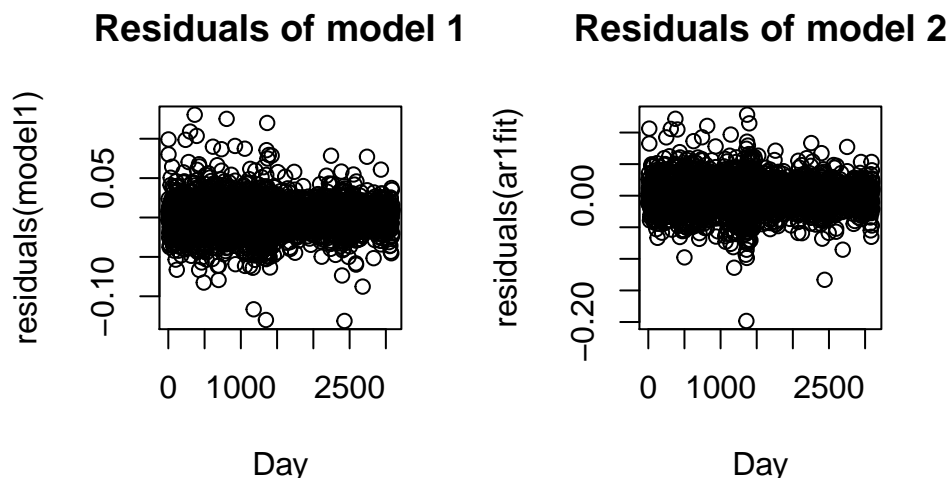 Residuals of model 1
residuals(model1)
0.05
−0.10
0
1000
2500
Day
Residuals of model 2
residuals(ar1fit)
0.00
−0.20
0
1000
2500
Day